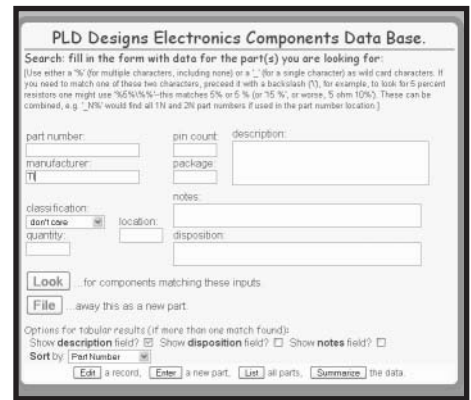 PLD Designs Electronics Components Data Base.
Search: fill in the form with data for the part(s) you are looking for:
[Use either a '%' (for multiple characters, including none) or a '_' (for a single character) as wild card characters. If
you need to match one of these two characters, preceed it with a backslash ('\'), for example, to look for 5 percent
resistors one might use '%5%\%%'--this matches 5% or 5 % (or '15 %', or worse, 5 ohm 10%'). These can be
combined, e.g. '_N%' would find all 1N and 2N part numbers if used in the part number location.]
part number: pin count: description:
manufacturer: package:
TI
notes:
classification:
don't care location:
quantity: disposition:
Look ...for components matching these inputs.
File ...away this as a new part.
Options for tabular results (if more than one match found):
Show description field? Show disposition field? Show notes field?
Sort by: Part Number
Edit a record, Enter a new part, List all parts, Summarize the data.